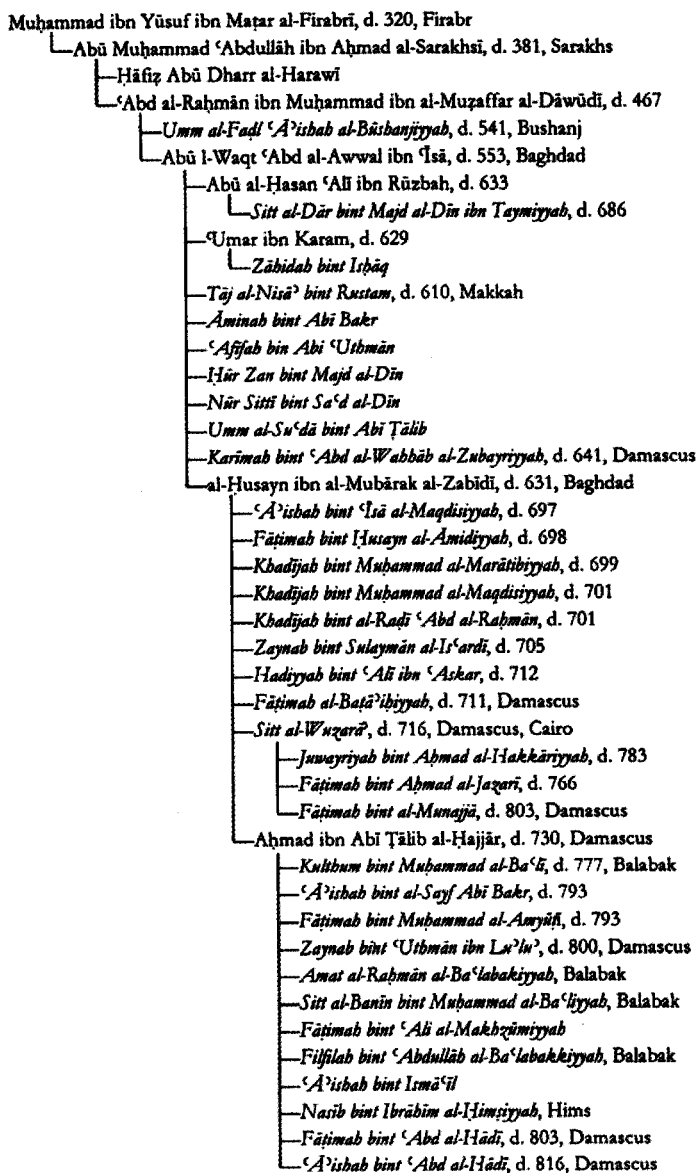 Muḥammad ibn Yūsuf ibn Maṭar al-Firabrī, d. 320, Firabr
Abū Muḥammad ʿAbdullāh ibn Aḥmad al-Sarakhsī, d. 381, Sarakhs
Ḥāfiẓ Abū Dharr al-Harawī
ʿAbd al-Raḥmān ibn Muḥammad ibn al-Muẓaffar al-Dāwūdī, d. 467
Umm al-Faḍl ʿĀʾishah al-Būshanjiyyah, d. 541, Bushanj
Abū l-Waqt ʿAbd al-Awwal ibn ʿĪsā, d. 553, Baghdad
Abū al-Ḥasan ʿAlī ibn Rūzbah, d. 633
Sitt al-Dār bint Majd al-Dīn ibn Taymiyyah, d. 686
ʿUmar ibn Karam, d. 629
Zāhidah bint Isḥāq
Tāj al-Nisāʾ bint Rustam, d. 610, Makkah
Āminah bint Abī Bakr
ʿAfīfah bin Abi ʿUthmān
Ḥūr Zan bint Majd al-Dīn
Nūr Sittī bint Saʿd al-Dīn
Umm al-Suʿdā bint Abī Ṭālib
Karīmah bint ʿAbd al-Wahhāb al-Zubayriyyah, d. 641, Damascus
al-Ḥusayn ibn al-Mubārak al-Zabīdī, d. 631, Baghdad
ʿĀʾishah bint ʿĪsā al-Maqdisiyyah, d. 697
Fāṭimah bint Ḥusayn al-Āmidiyyah, d. 698
Khadījah bint Muḥammad al-Marātibiyyah, d. 699
Khadījah bint Muḥammad al-Maqdisiyyah, d. 701
Khadījah bint al-Raḍī ʿAbd al-Raḥmān, d. 701
Zaynab bint Sulaymān al-Isʿardī, d. 705
Hadiyyah bint ʿAlī ibn ʿAskar, d. 712
Fāṭimah al-Baṭāʾiḥiyyah, d. 711, Damascus
Sitt al-Wuzarāʾ, d. 716, Damascus, Cairo
Juwayriyah bint Aḥmad al-Hakkāriyyah, d. 783
Fāṭimah bint Aḥmad al-Jazarī, d. 766
Fāṭimah bint al-Munajjā, d. 803, Damascus
Aḥmad ibn Abī Ṭālib al-Ḥajjār, d. 730, Damascus
Kulthum bint Muḥammad al-Baʿlī, d. 777, Balabak
ʿĀʾishah bint al-Sayf Abī Bakr, d. 793
Fāṭimah bint Muḥammad al-Amyūṭī, d. 793
Zaynab bint ʿUthmān ibn Luʾluʾ, d. 800, Damascus
Amat al-Raḥmān al-Baʿlabakiyyah, Balabak
Sitt al-Banīn bint Muḥammad al-Baʿliyyah, Balabak
Fāṭimah bint ʿAli al-Makhzūmiyyah
Filfilah bint ʿAbdullāh al-Baʿlabakkiyyah, Balabak
ʿĀʾishah bint Ismāʿīl
Nasīb bint Ibrāhīm al-Ḥimṣiyyah, Hims
Fāṭimah bint ʿAbd al-Hādī, d. 803, Damascus
ʿĀʾishah bint ʿAbd al-Hādī, d. 816, Damascus